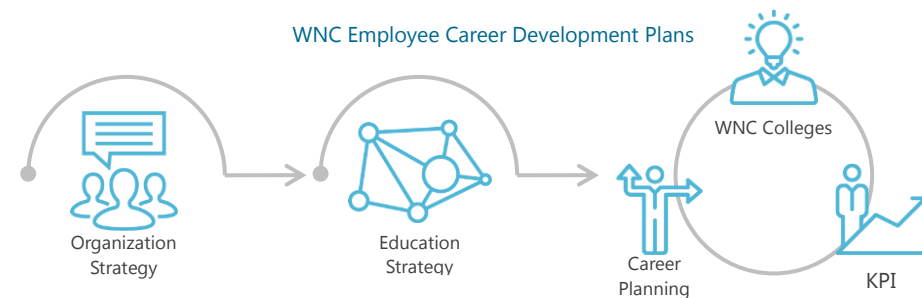 WNC Employee Career Development Plans
WNC Colleges
Organization
Strategy
Education
Strategy
Career
Planning
KPI